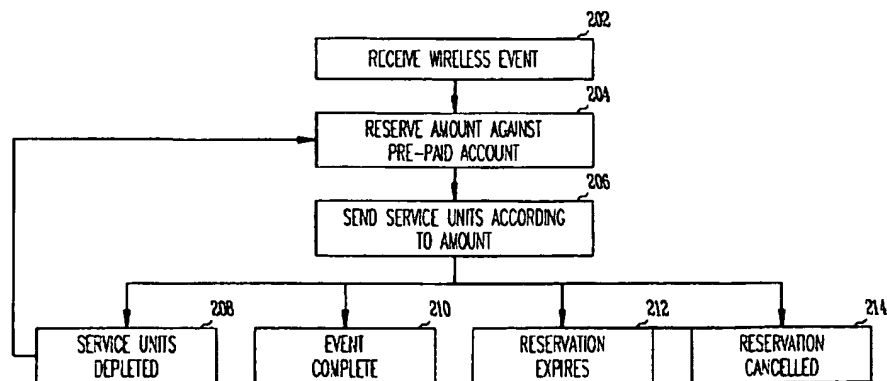 202
RECEIVE WIRELESS EVENT
204
RESERVE AMOUNT AGAINST
PRE-PAID ACCOUNT
206
SEND SERVICE UNITS ACCORDING
TO AMOUNT
208
SERVICE UNITS
DEPLETED
210
EVENT
COMPLETE
212
RESERVATION
EXPIRES
214
RESERVATION
CANCELLED